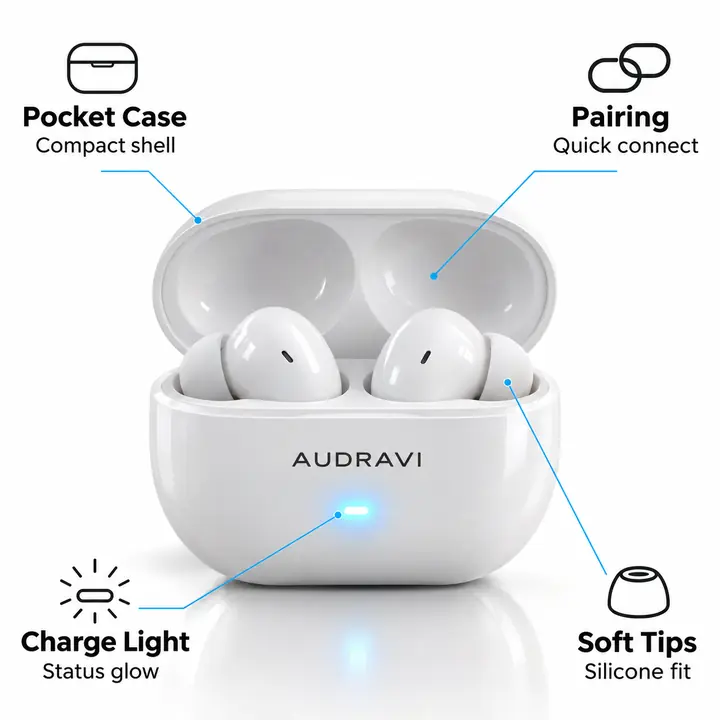 Pocket Case
Compact shell
Pairing
Quick connect
AUDRAVI
Charge Light
Status glow
Soft Tips
Silicone fit